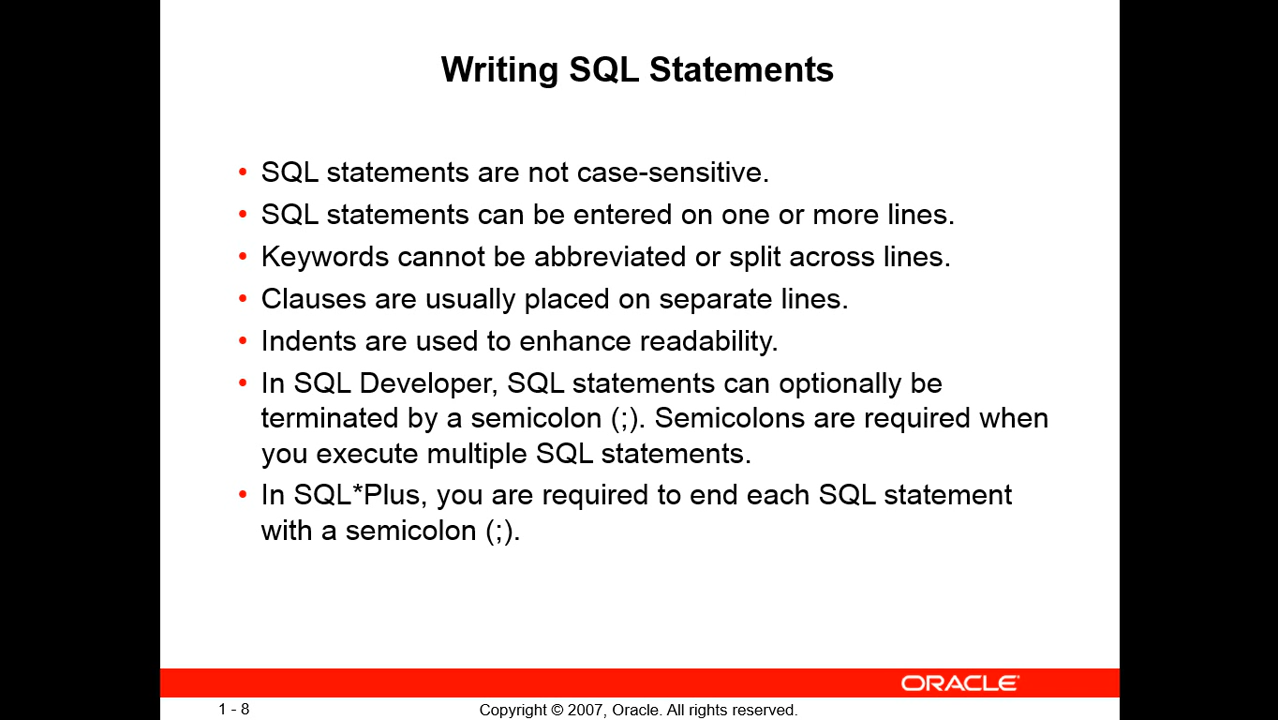 Writing SQL Statements
• SQL statements are not case-sensitive.
• SQL statements can be entered on one or more lines.
• Keywords cannot be abbreviated or split across lines.
• Clauses are usually placed on separate lines.
• Indents are used to enhance readability.
• In SQL Developer, SQL statements can optionally be
terminated by a semicolon (;). Semicolons are required when
you execute multiple SQL statements.
• In SQL*Plus, you are required to end each SQL statement
with a semicolon (;).
ORACLE
1 - 8
Copyright © 2007, Oracle. All rights reserved.